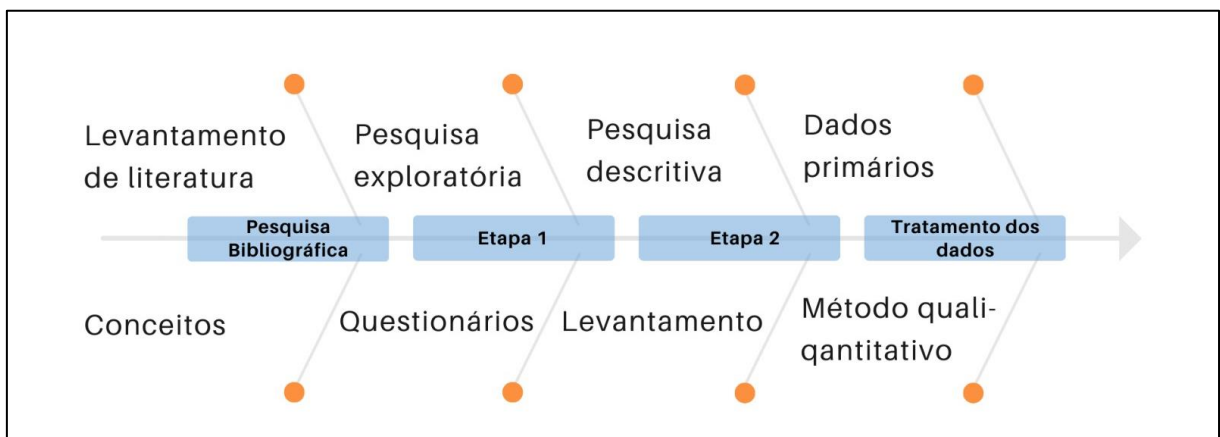 Levantamento
de literatura
Pesquisa
exploratória
Pesquisa
descritiva
Dados
primários
Pesquisa
Bibliográfica
Etapa 1
Etapa 2
Tratamento dos
dados
Conceitos
Questionários
Levantamento
Método quali-
qantitativo